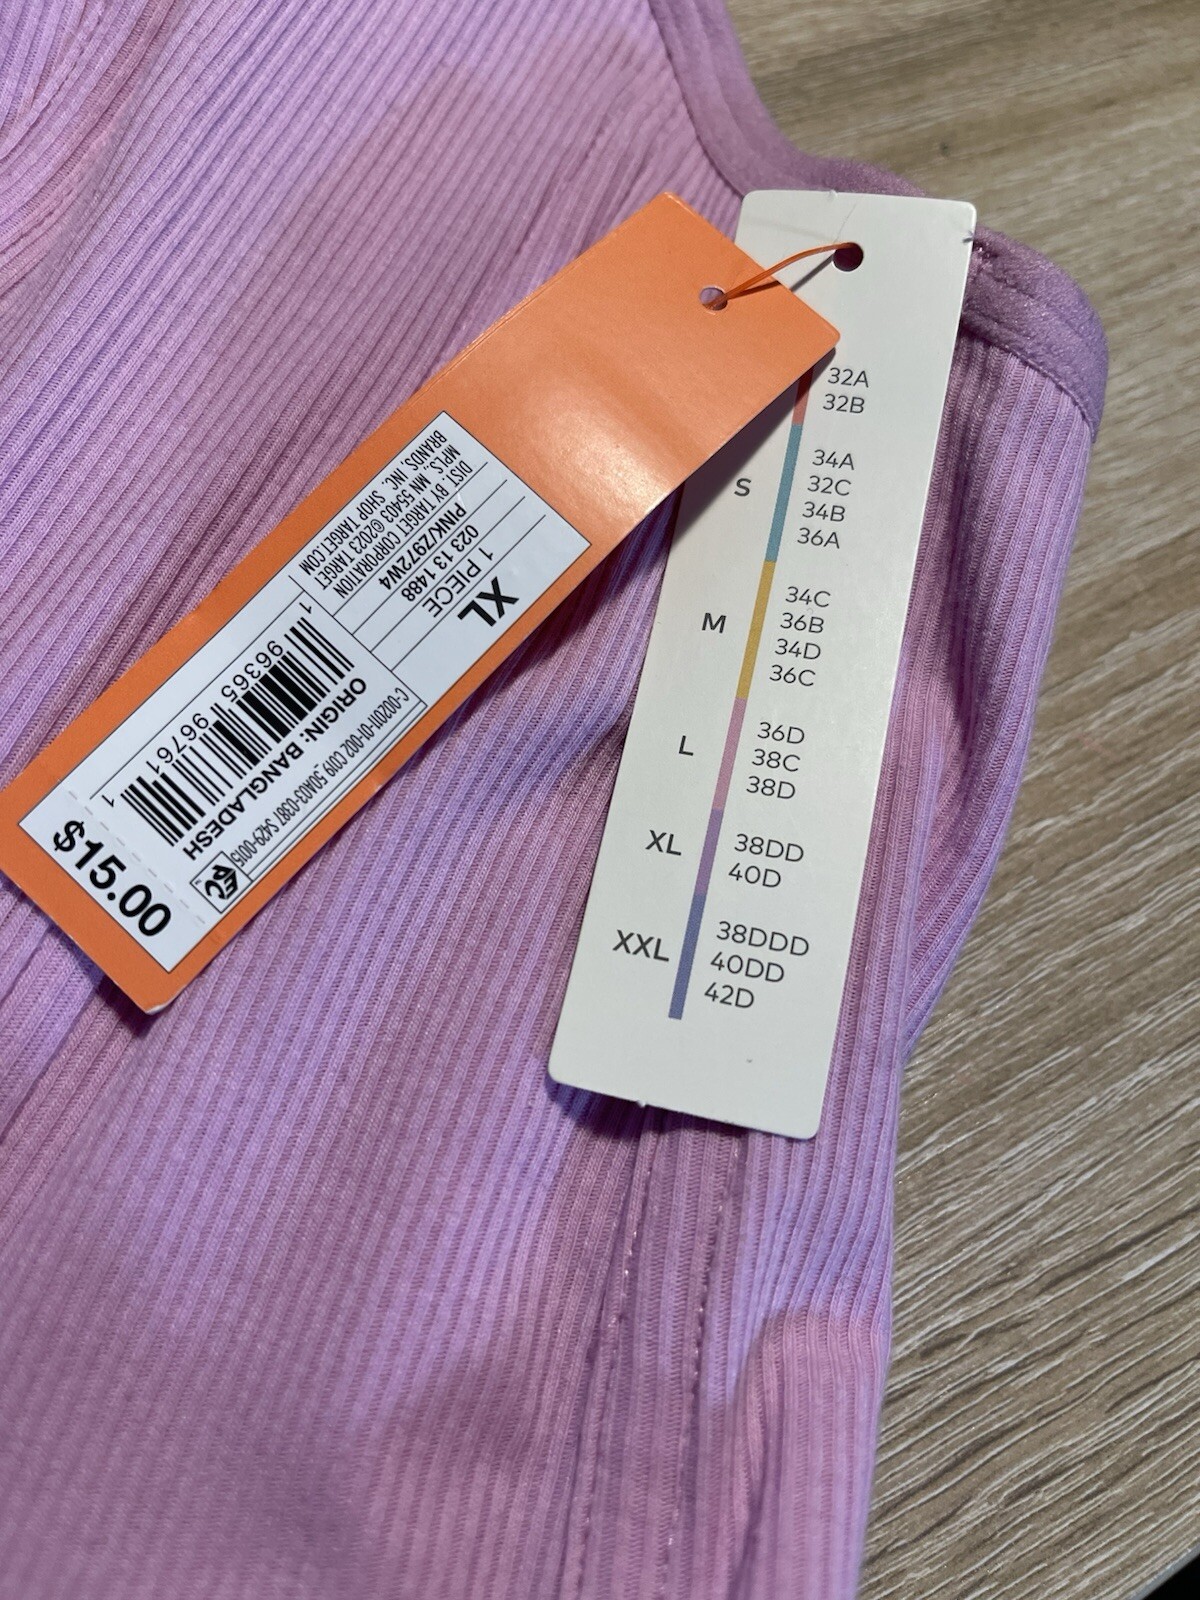 XL
1 PIECE
023 13 1488
PINK/Z972W4
DIST. BY TARGET CORPORATION
MPLS., MN 55403 ©2023 TARGET
BRANDS, INC. SHOP TARGET.COM
1 96365 96761 1
ORIGIN: BANGLADESH
$15.00
32A
32B
S
34A
32C
34B
36A
M
34C
36B
34D
36C
L
36D
38C
38D
XL
38DD
40D
XXL
38DDD
40DD
42D